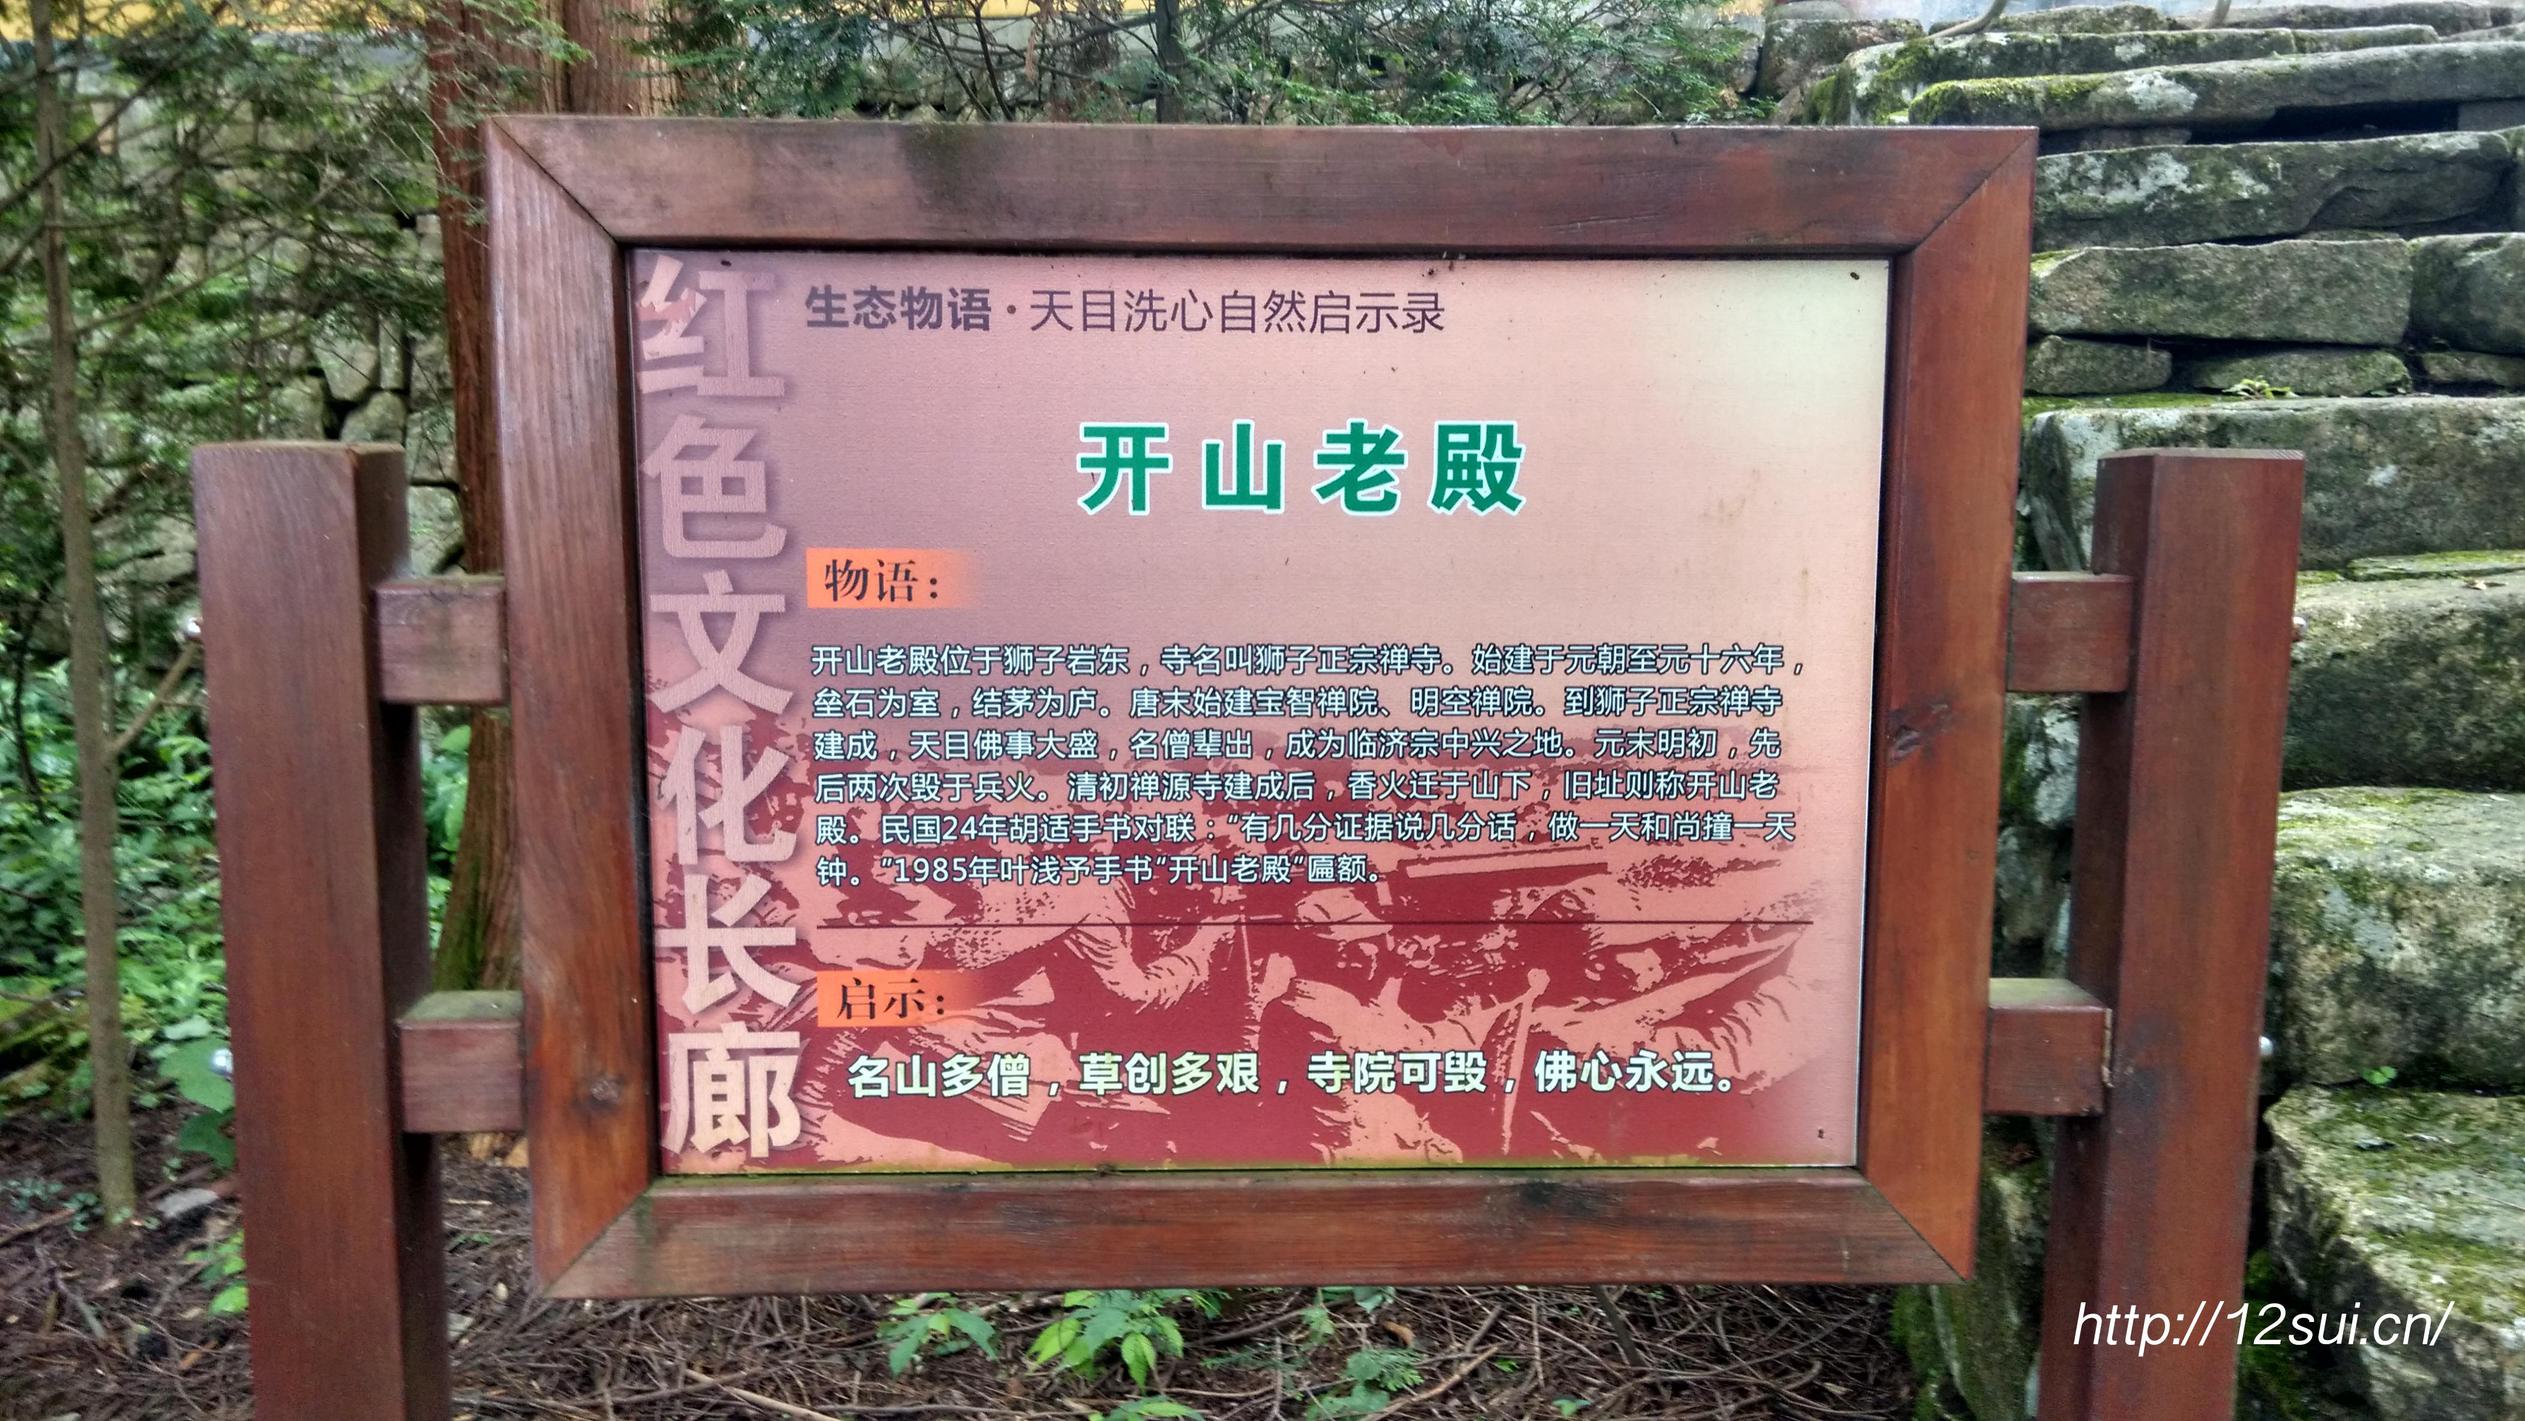 红色文化长廊
生态物语·天目洗心自然启示录
开山老殿
物语：
开山老殿位于狮子岩东，寺名叫狮子正宗禅寺。始建于元朝至元十六年，
垒石为室，结茅为庐。唐末始建宝智禅院、明空禅院。到狮子正宗禅寺
建成，天目佛事大盛，名僧辈出，成为临济宗中兴之地。元末明初，先
后两次毁于兵火。清初禅源寺建成后，香火迁于山下，旧址则称开山老
殿。民国24年胡适手书对联：“有几分证据说几分话，做一天和尚撞一天
钟。”1985年叶浅予手书“开山老殿”匾额。
启示：
名山多僧，草创多艰，寺院可毁，佛心永远。
http://12sui.cn/